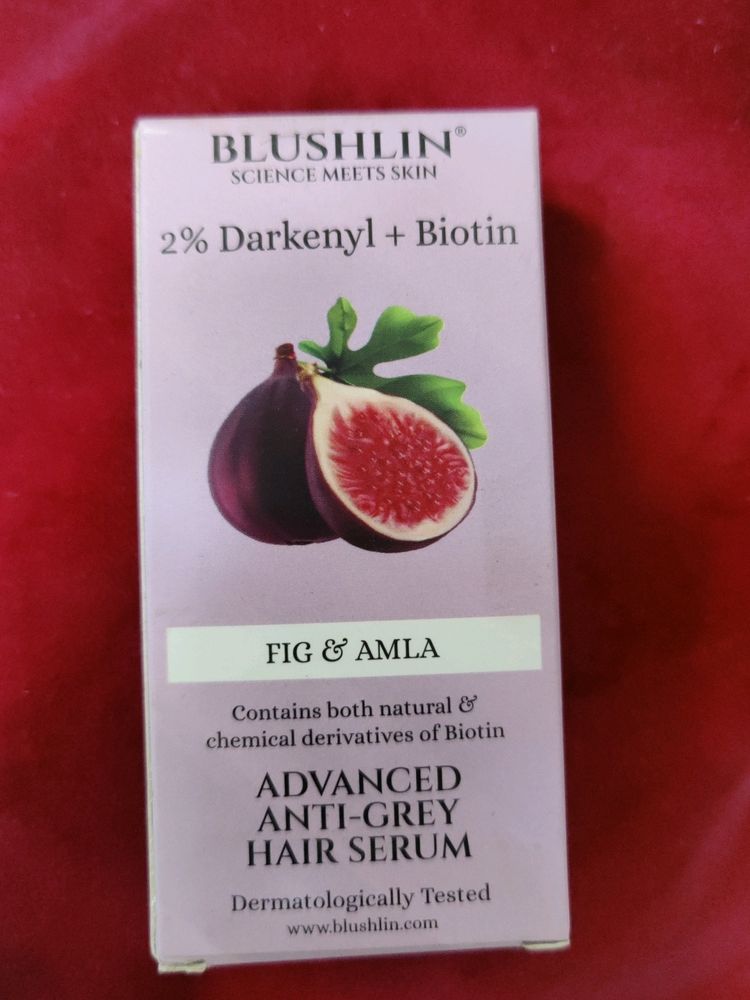 BLUSHLIN®
SCIENCE MEETS SKIN
2% Darkenyl + Biotin
FIG & AMLA
Contains both natural &
chemical derivatives of Biotin
ADVANCED
ANTI-GREY
HAIR SERUM
Dermatologically Tested
www.blushlin.com